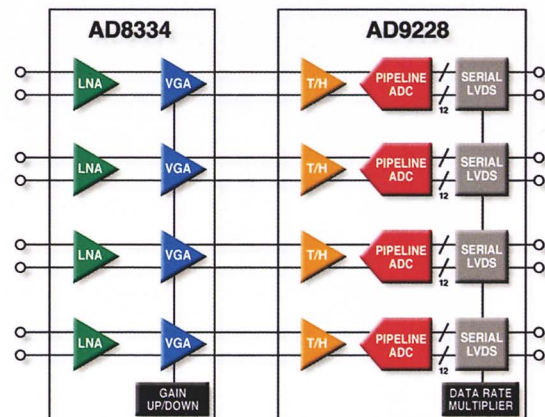 AD8334
AD9228
LNA
VGA
T/H
PIPELINE
ADC
12
SERIAL
LVDS
LNA
VGA
T/H
PIPELINE
ADC
12
SERIAL
LVDS
LNA
VGA
T/H
PIPELINE
ADC
12
SERIAL
LVDS
LNA
VGA
T/H
PIPELINE
ADC
12
SERIAL
LVDS
GAIN
UP/DOWN
DATA RATE
MULTIPLIER